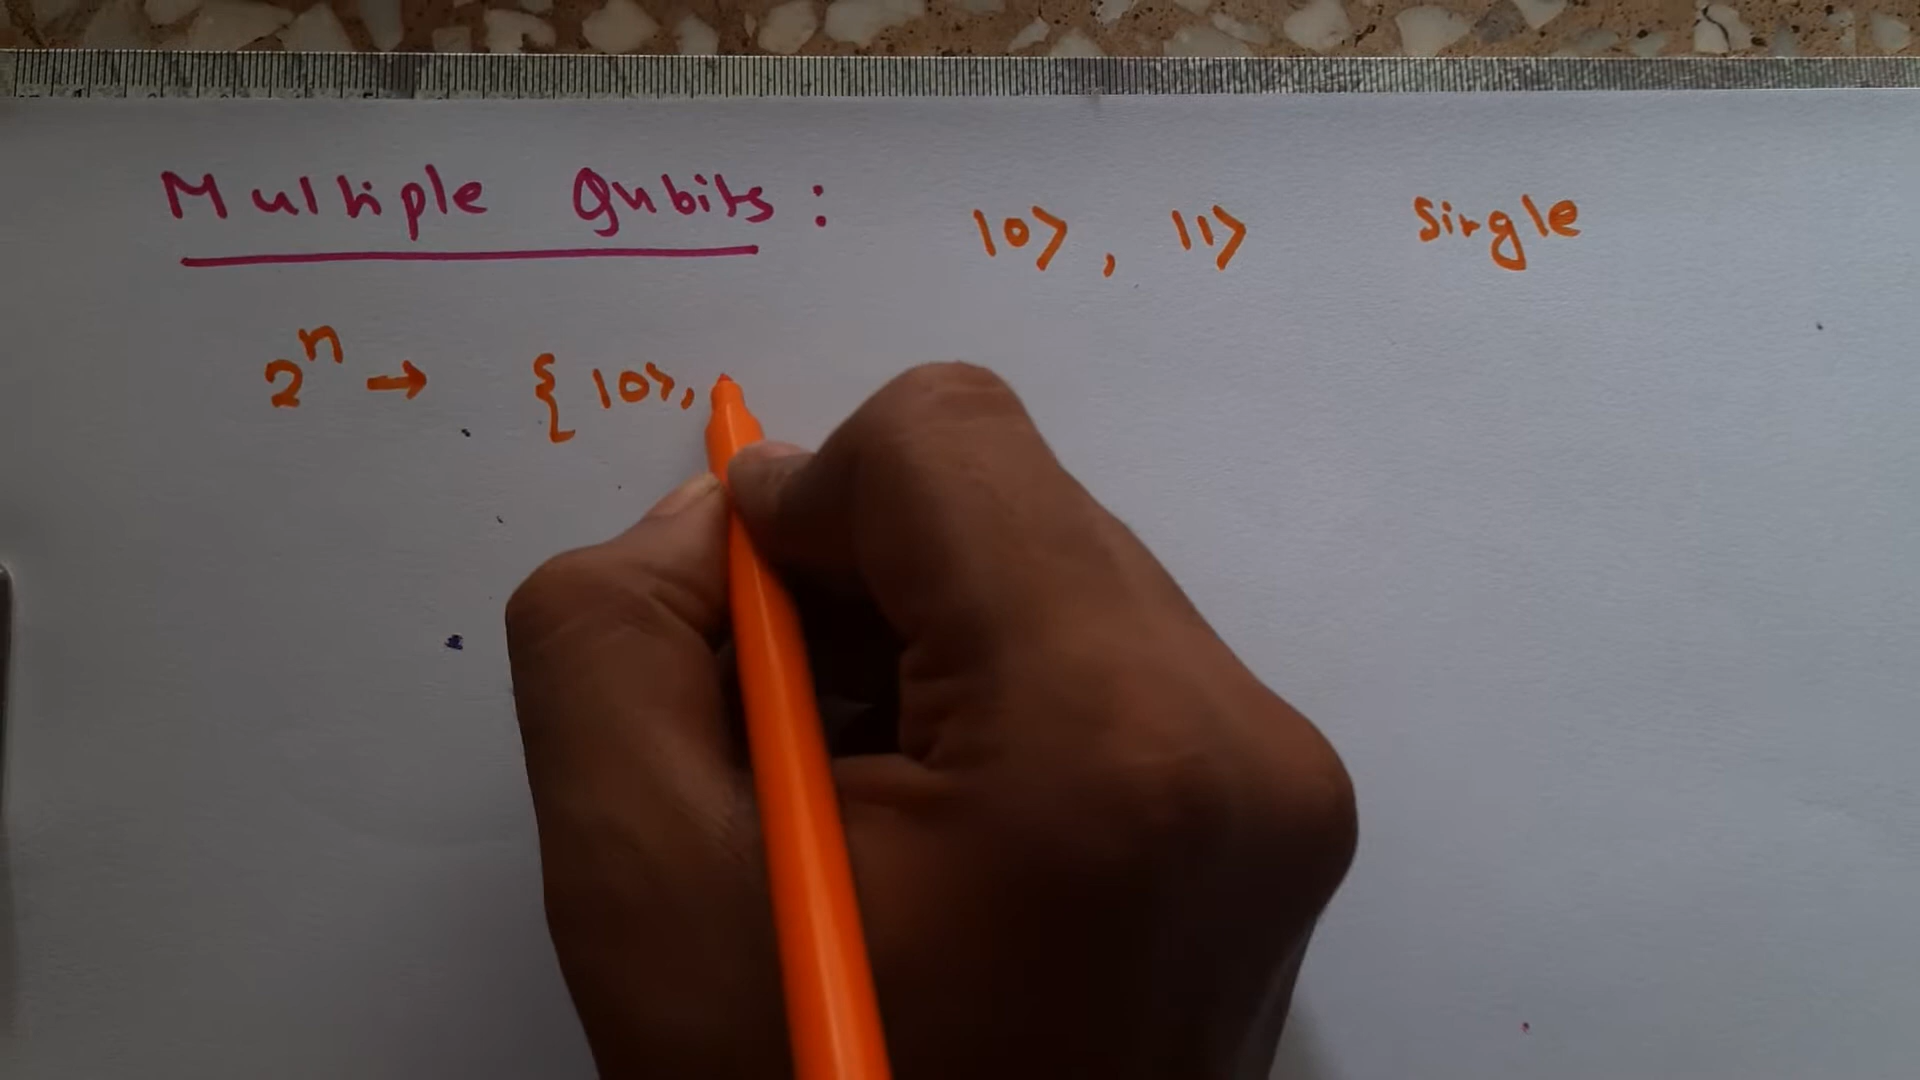 Multiple Qubits : |0⟩, |1⟩ Single
2ⁿ → { |0⟩,